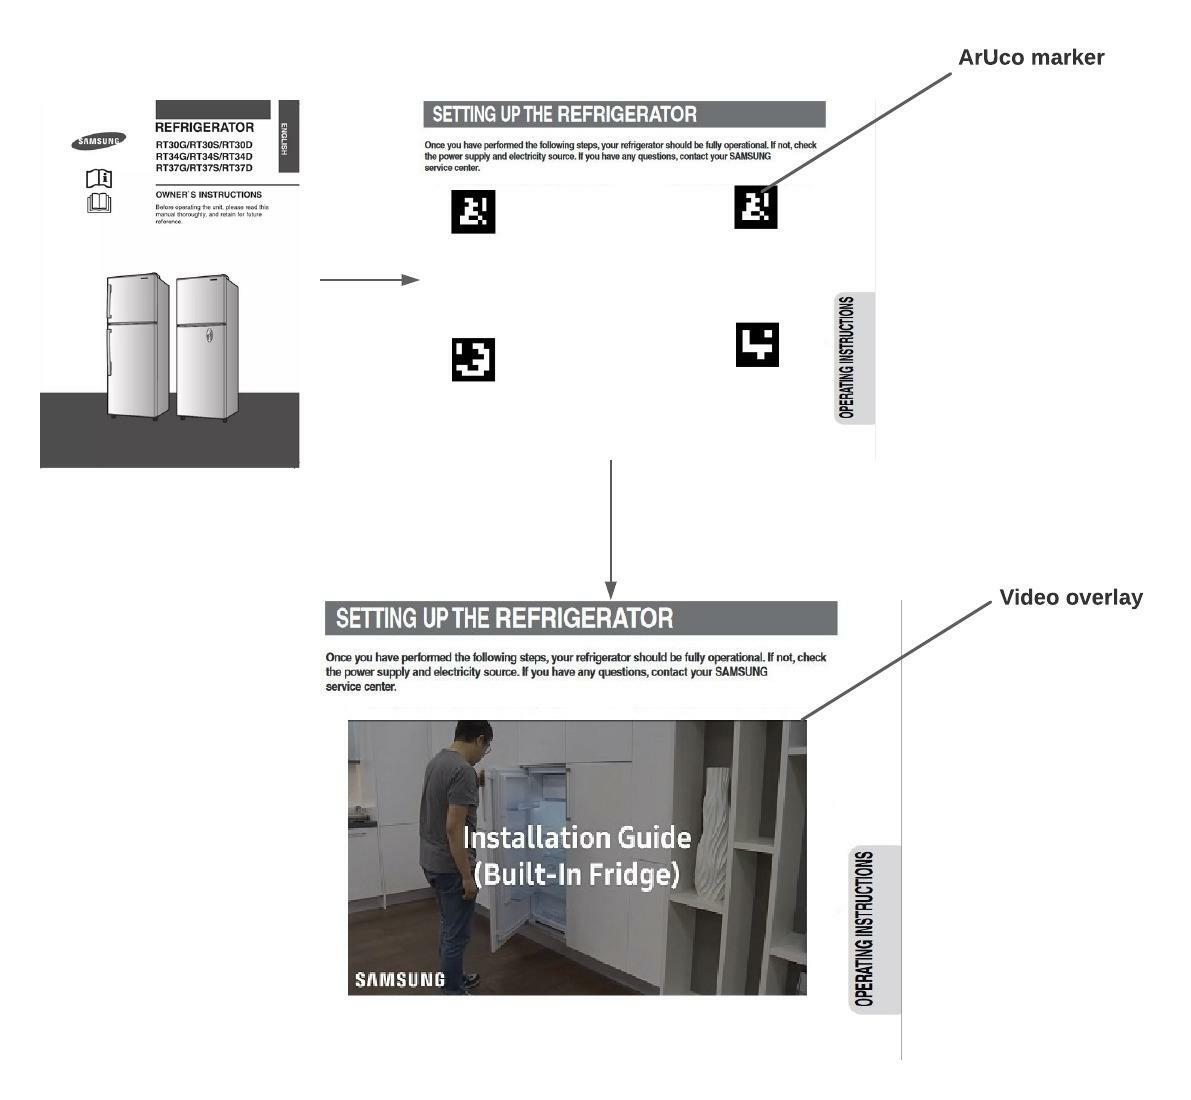 ArUco marker
SAMSUNG
REFRIGERATOR
RT30G/RT30S/RT30D
RT34G/RT34S/RT34D
RT37G/RT37S/RT37D
ENGLISH
OWNER'S INSTRUCTIONS
Before operating the unit, please read this
manual thoroughly, and retain for future
reference.
SETTING UP THE REFRIGERATOR
Once you have performed the following steps, your refrigerator should be fully operational. If not, check
the power supply and electricity source. If you have any questions, contact your SAMSUNG
service center.
OPERATING INSTRUCTIONS
Video overlay
SETTING UP THE REFRIGERATOR
Once you have performed the following steps, your refrigerator should be fully operational. If not, check
the power supply and electricity source. If you have any questions, contact your SAMSUNG
service center.
Installation Guide
(Built-In Fridge)
SAMSUNG
OPERATING INSTRUCTIONS